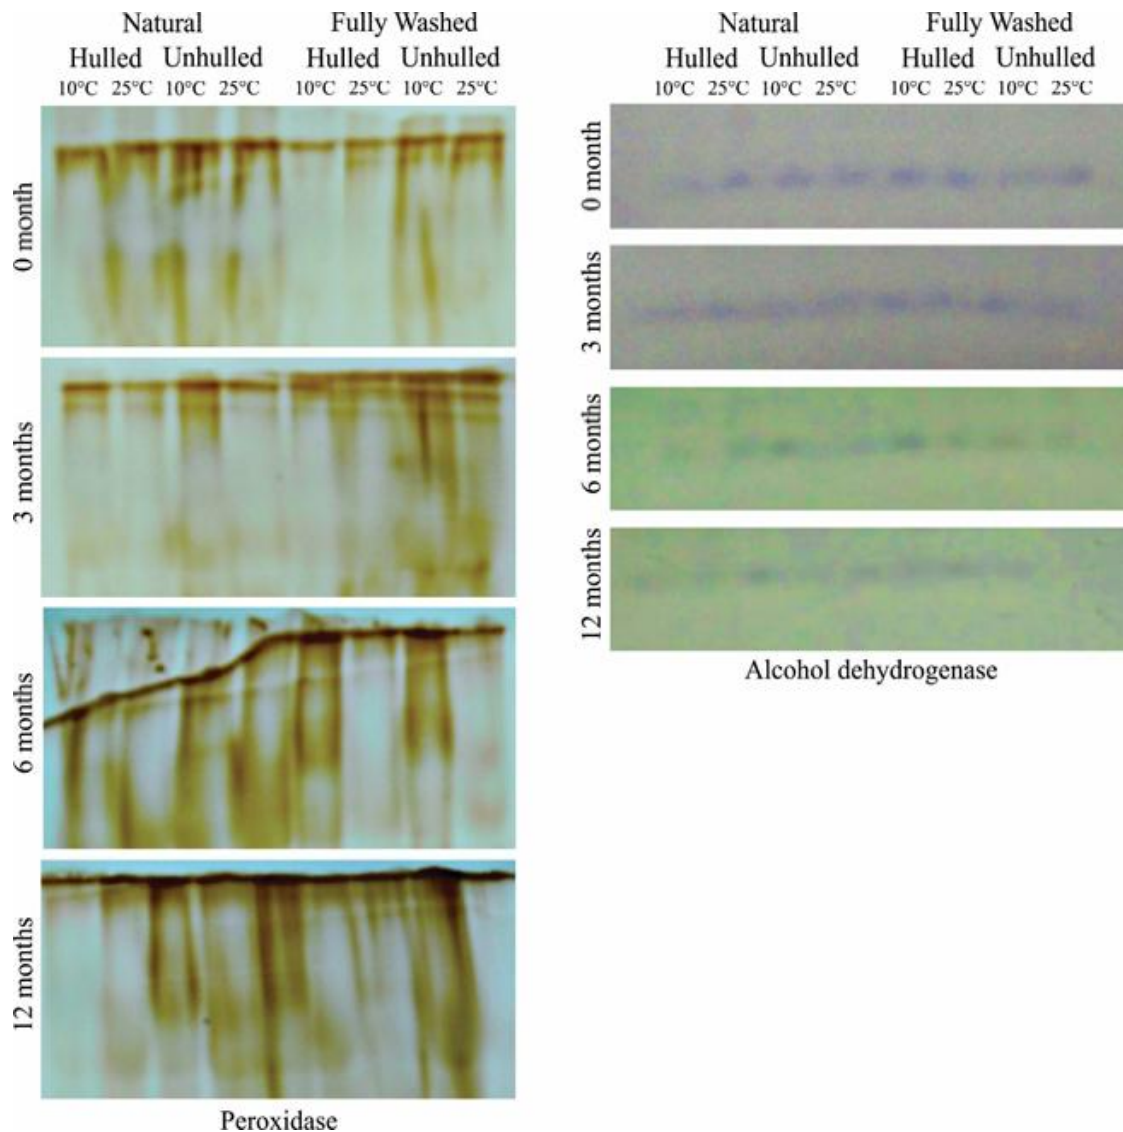 Natural Fully Washed
Hulled Unhulled Hulled Unhulled
10°C 25°C 10°C 25°C 10°C 25°C 10°C 25°C
0 month
3 months
6 months
12 months
Peroxidase
Natural Fully Washed
Hulled Unhulled Hulled Unhulled
10°C 25°C 10°C 25°C 10°C 25°C 10°C 25°C
0 month
3 months
6 months
12 months
Alcohol dehydrogenase